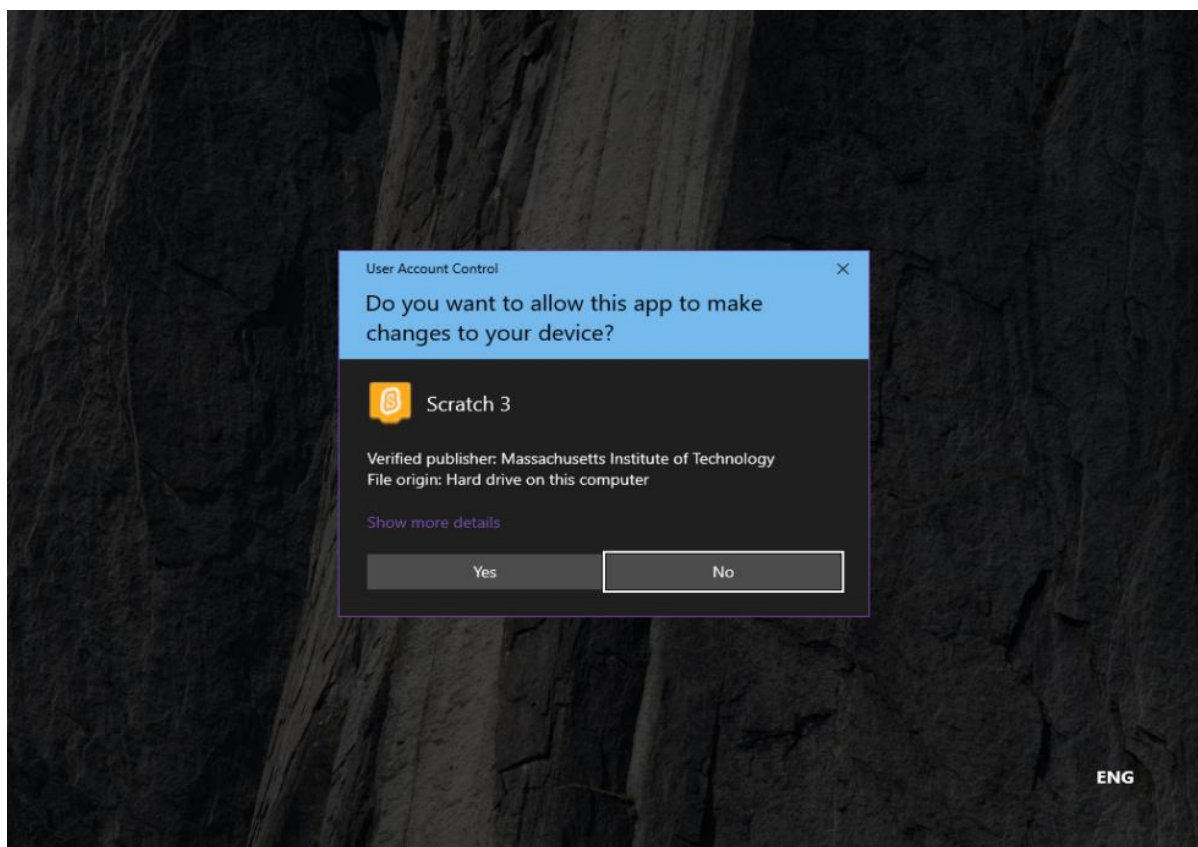 User Account Control
Do you want to allow this app to make
changes to your device?
Scratch 3
Verified publisher: Massachusetts Institute of Technology
File origin: Hard drive on this computer
Show more details
Yes
No
ENG